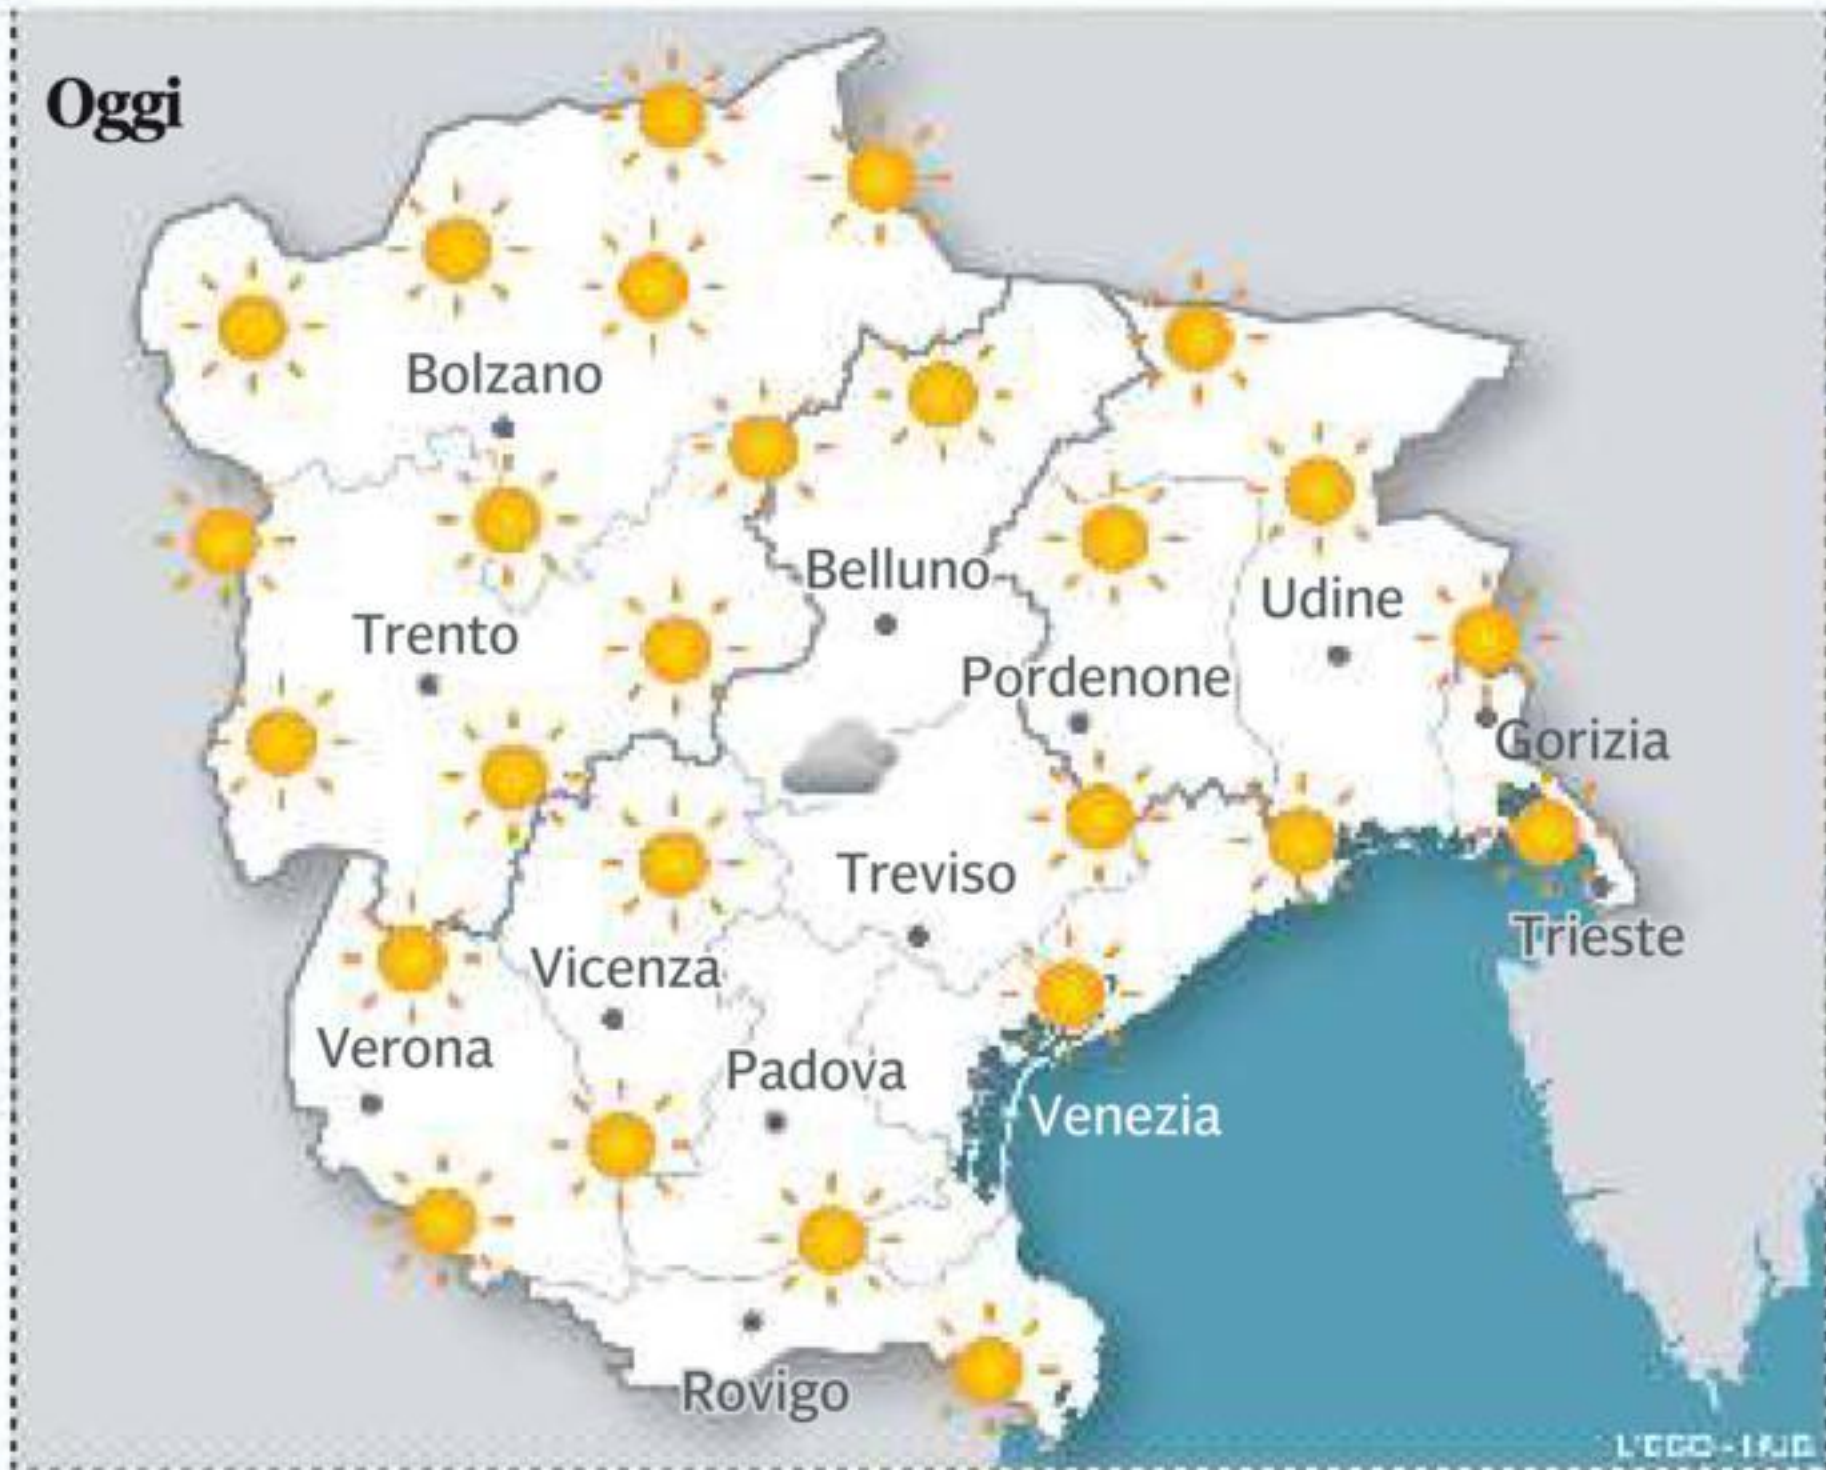 Oggi
Bolzano
Belluno
Udine
Trento
Pordenone
Gorizia
Treviso
Trieste
Vicenza
Verona
Padova
Venezia
Rovigo